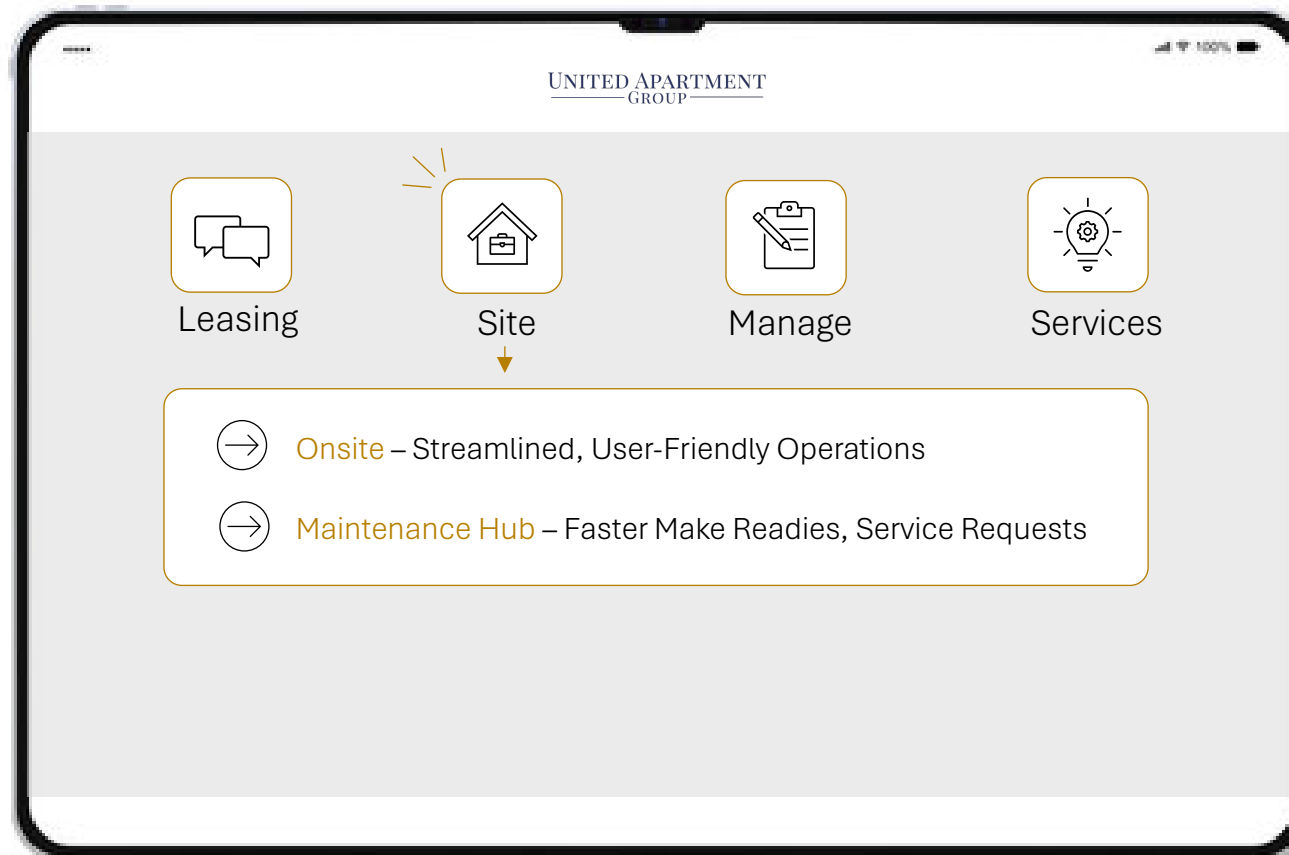 100%
UNITED APARTMENT
GROUP
Leasing
Site
Manage
Services
Onsite – Streamlined, User-Friendly Operations
Maintenance Hub – Faster Make Readies, Service Requests